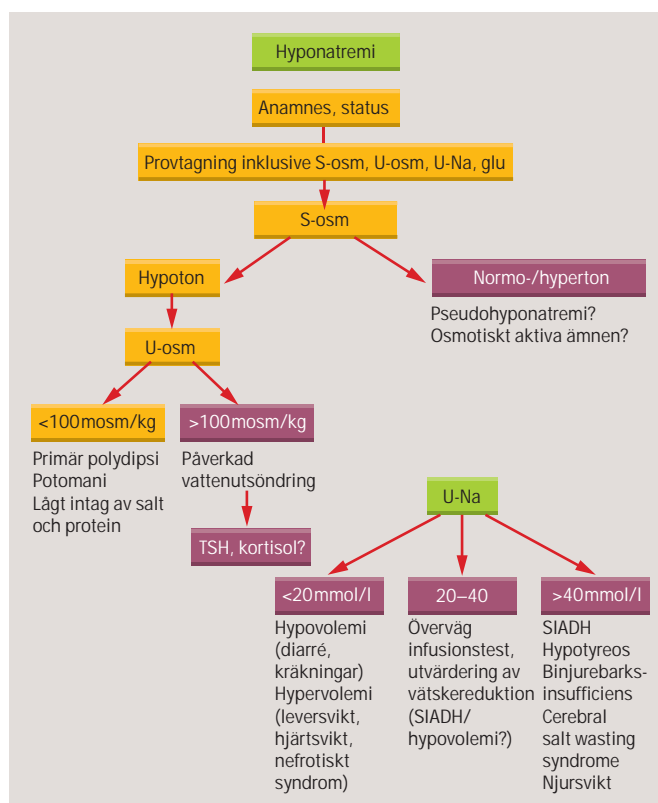 Hyponatremi
Anamnes, status
Provtagning inklusive S-osm, U-osm, U-Na, glu
S-osm
Hypoton
Normo-/hyperton
Pseudohyponatremi?
Osmotiskt aktiva ämnen?
U-osm
<100mosm/kg
Primär polydipsi
Potomani
Lågt intag av salt
och protein
>100mosm/kg
Påverkad
vattenutsöndring
TSH, kortisol?
U-Na
<20mmol/l
Hypovolemi
(diarré,
kräkningar)
Hypervolemi
(leversvikt,
hjärtsvikt,
nefrotiskt
syndrom)
20–40
Överväg
infusionstest,
utvärdering av
vätskereduktion
(SIADH/
hypovolemi?)
>40mmol/l
SIADH
Hypotyreos
Binjurebarks-
insufficiens
Cerebral
salt wasting
syndrome
Njursvikt